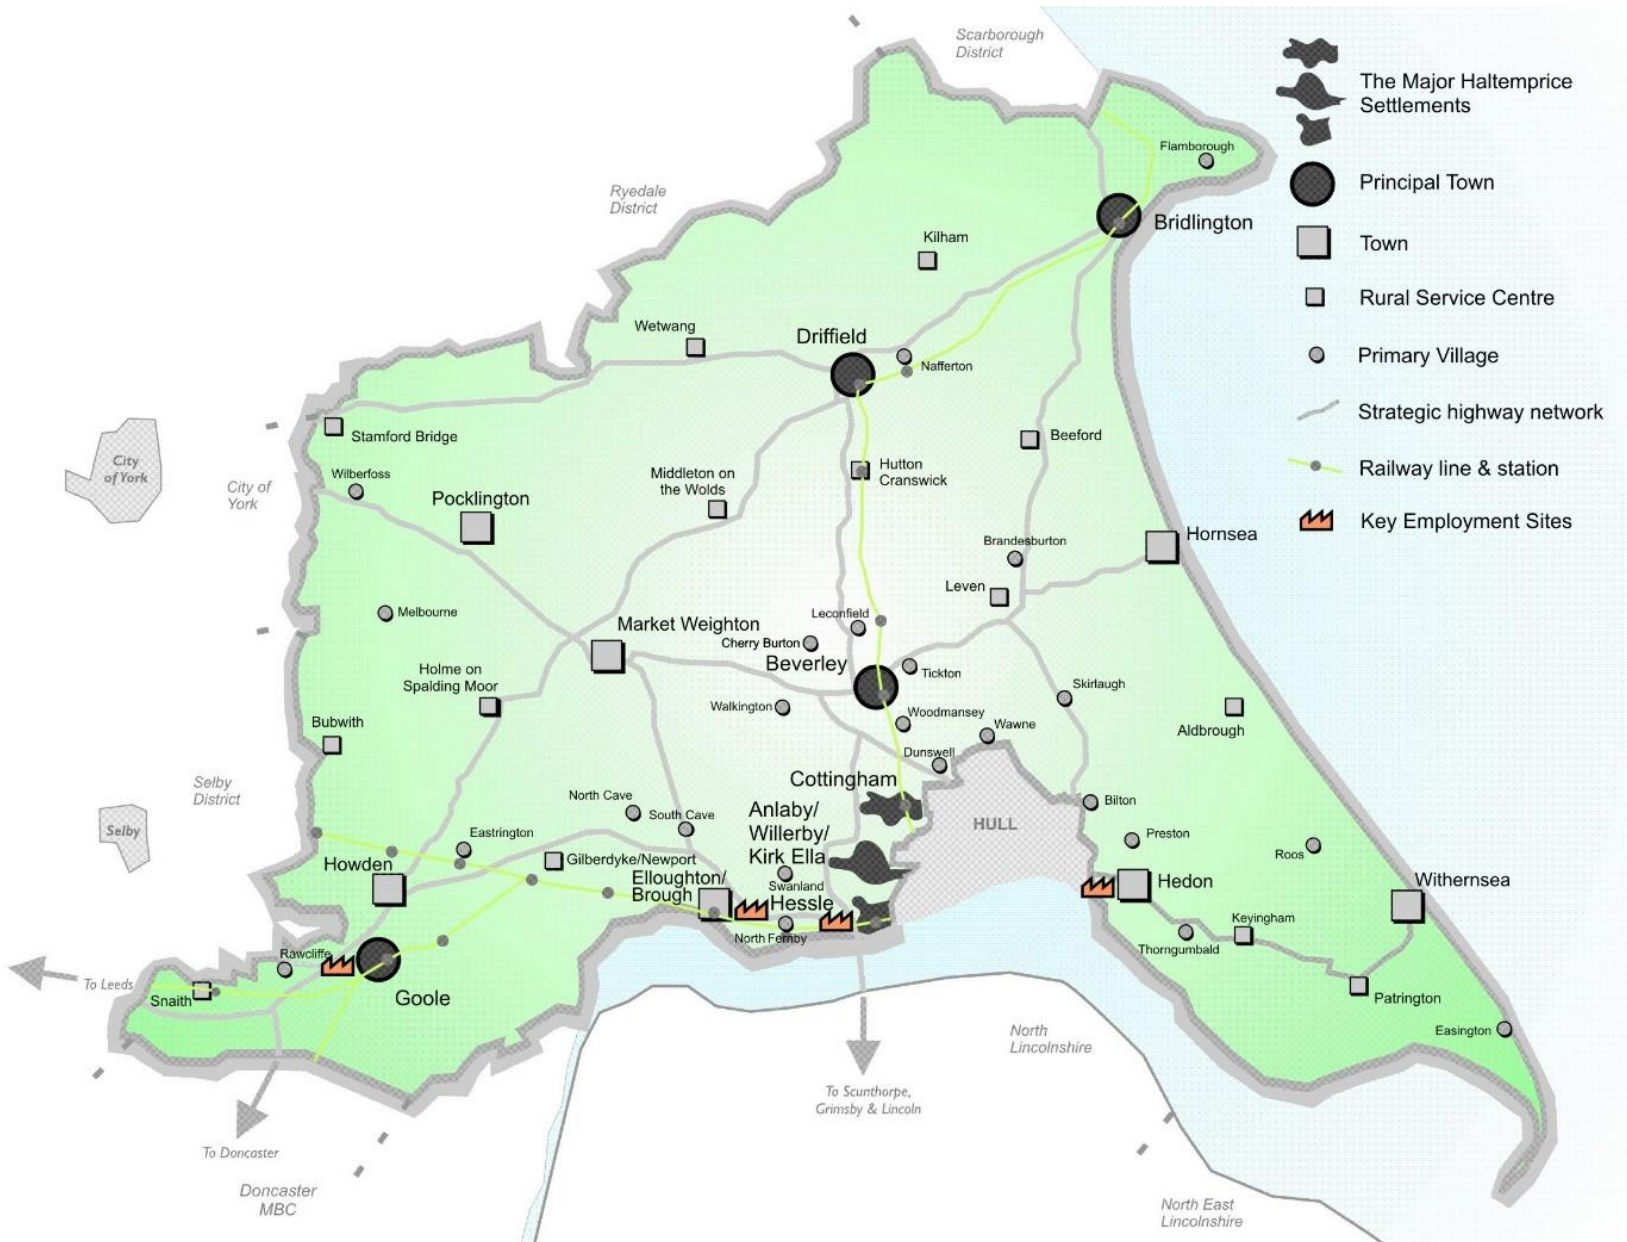 Scarborough
District
The Major Haltemprice
Settlements
Flamborough
Principal Town
Ryedale
District
Bridlington
Kilham
Town
Rural Service Centre
Wetwang
Driffield
Primary Village
Nafferton
Strategic highway network
Stamford Bridge
Beeford
City
of York
Wilberfoss
Hutton
Cranswick
Railway line & station
Middleton on
the Wolds
City of
York
Pocklington
Key Employment Sites
Hornsea
Brandesburton
Leven
Melbourne
Leconfield
Market Weighton
Cherry Burton
Beverley
Holme on
Spalding Moor
Tickton
Skirlaugh
Walkington
Woodmansey
Bubwith
Wawne
Aldbrough
Dunswell
Selby
District
Cottingham
North Cave
South Cave
Anlaby/
Willerby/
Kirk Ella
Bilton
Selby
HULL
Eastrington
Preston
Roos
Howden
Gilberdyke/Newport
Elloughton/
Brough
Swanland
Hessle
Hedon
Withernsea
Keyingham
North Ferriby
Thorngumbald
Rawcliffe
To Leeds
Snaith
Goole
Patrington
Easington
North
Lincolnshire
To Scunthorpe,
Grimsby & Lincoln
To Doncaster
Doncaster
MBC
North East
Lincolnshire